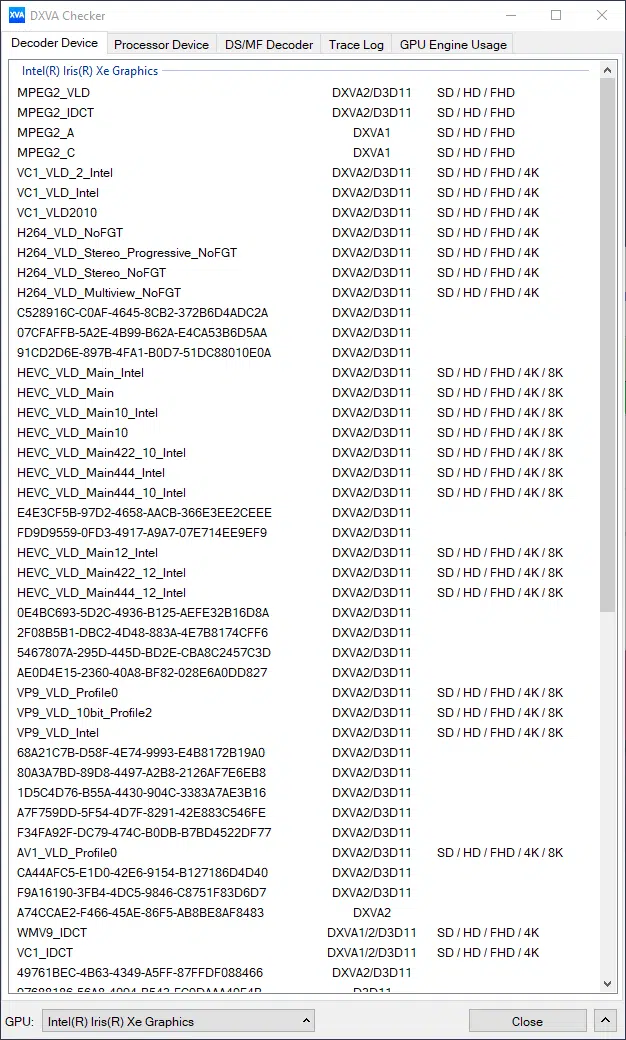 XVA DXVA Checker
Decoder Device Processor Device DS/MF Decoder Trace Log GPU Engine Usage
Intel(R) Iris(R) Xe Graphics
MPEG2_VLD DXVA2/D3D11 SD / HD / FHD
MPEG2_IDCT DXVA2/D3D11 SD / HD / FHD
MPEG2_A DXVA1 SD / HD / FHD
MPEG2_C DXVA1 SD / HD / FHD
VC1_VLD_2_Intel DXVA2/D3D11 SD / HD / FHD / 4K
VC1_VLD_Intel DXVA2/D3D11 SD / HD / FHD / 4K
VC1_VLD2010 DXVA2/D3D11 SD / HD / FHD / 4K
H264_VLD_NoFGT DXVA2/D3D11 SD / HD / FHD / 4K
H264_VLD_Stereo_Progressive_NoFGT DXVA2/D3D11 SD / HD / FHD / 4K
H264_VLD_Stereo_NoFGT DXVA2/D3D11 SD / HD / FHD / 4K
H264_VLD_Multiview_NoFGT DXVA2/D3D11 SD / HD / FHD / 4K
C528916C-C0AF-4645-8CB2-372B6D4ADC2A DXVA2/D3D11
07CFAFFB-5A2E-4B99-B62A-E4CA53B6D5AA DXVA2/D3D11
91CD2D6E-897B-4FA1-B0D7-51DC88010E0A DXVA2/D3D11
HEVC_VLD_Main_Intel DXVA2/D3D11 SD / HD / FHD / 4K / 8K
HEVC_VLD_Main DXVA2/D3D11 SD / HD / FHD / 4K / 8K
HEVC_VLD_Main10_Intel DXVA2/D3D11 SD / HD / FHD / 4K / 8K
HEVC_VLD_Main10 DXVA2/D3D11 SD / HD / FHD / 4K / 8K
HEVC_VLD_Main422_10_Intel DXVA2/D3D11 SD / HD / FHD / 4K / 8K
HEVC_VLD_Main444_Intel DXVA2/D3D11 SD / HD / FHD / 4K / 8K
HEVC_VLD_Main444_10_Intel DXVA2/D3D11 SD / HD / FHD / 4K / 8K
E4E3CF5B-97D2-4658-AACB-366E3EE2CEEE DXVA2/D3D11
FD9D9559-0FD3-4917-A9A7-07E714EE9EF9 DXVA2/D3D11
HEVC_VLD_Main12_Intel DXVA2/D3D11 SD / HD / FHD / 4K / 8K
HEVC_VLD_Main422_12_Intel DXVA2/D3D11 SD / HD / FHD / 4K / 8K
HEVC_VLD_Main444_12_Intel DXVA2/D3D11 SD / HD / FHD / 4K / 8K
0E4BC693-5D2C-4936-B125-AEFE32B16D8A DXVA2/D3D11
2F08B5B1-DBC2-4D48-883A-4E7B8174CFF6 DXVA2/D3D11
5467807A-295D-445D-BD2E-CBA8C2457C3D DXVA2/D3D11
AE0D4E15-2360-40A8-BF82-028E6A0DD827 DXVA2/D3D11
VP9_VLD_Profile0 DXVA2/D3D11 SD / HD / FHD / 4K / 8K
VP9_VLD_10bit_Profile2 DXVA2/D3D11 SD / HD / FHD / 4K / 8K
VP9_VLD_Intel DXVA2/D3D11 SD / HD / FHD / 4K / 8K
68A21C7B-D58F-4E74-9993-E4B8172B19A0 DXVA2/D3D11
80A3A7BD-89D8-4497-A2B8-2126AF7E6EB8 DXVA2/D3D11
1D5C4D76-B55A-4430-904C-3383A7AE3B16 DXVA2/D3D11
A7F759DD-5F54-4D7F-8291-42E883C546FE DXVA2/D3D11
F34FA92F-DC79-474C-B0DB-B7BD4522DF77 DXVA2/D3D11
AV1_VLD_Profile0 DXVA2/D3D11 SD / HD / FHD / 4K / 8K
CA44AFC5-E1D0-42E6-9154-B127186D4D40 DXVA2/D3D11
F9A16190-3FB4-4DC5-9846-C8751F83D6D7 DXVA2/D3D11
A74CCAE2-F466-45AE-86F5-AB8BE8AF8483 DXVA2
WMV9_IDCT DXVA1/2/D3D11 SD / HD / FHD / 4K
VC1_IDCT DXVA1/2/D3D11 SD / HD / FHD / 4K
49761BEC-4B63-4349-A5FF-87FFDF088466 DXVA2/D3D11
D3D11
GPU: Intel(R) Iris(R) Xe Graphics Close